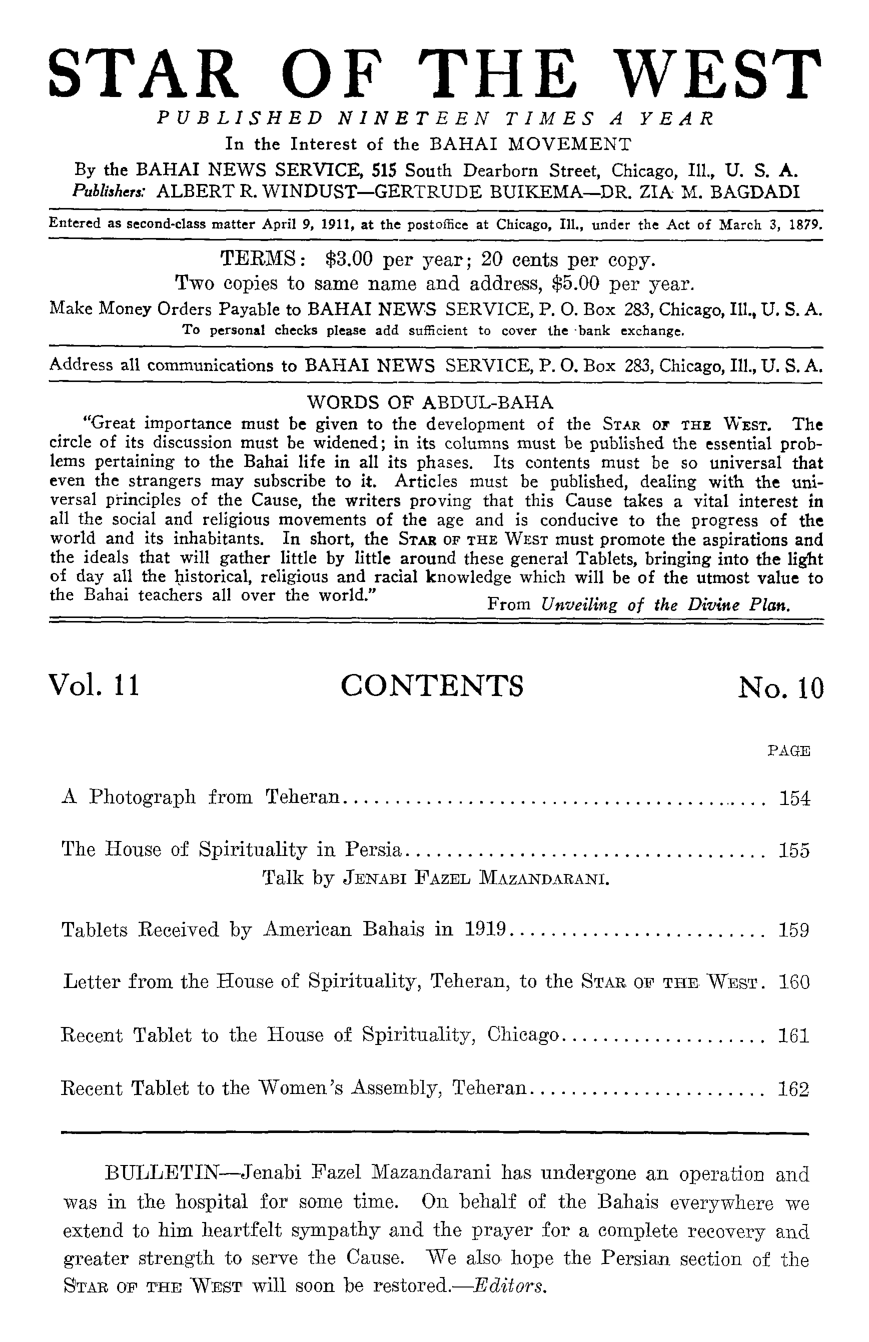 STAR OF THE WEST
PUBLISHED NINETEEN TIMES A YEAR
In the Interest of the BAHAI MOVEMENT
By the BAHAI NEWS SERVICE, 515 South Dearborn Street, Chicago, Ill., U. S. A.
Publishers: ALBERT R. WINDUST—GERTRUDE BUIKEMA—DR. ZIA M. BAGDADI
Entered as second-class matter April 9, 1911, at the postoffice at Chicago, Ill., under the Act of March 3, 1879.
TERMS: $3.00 per year; 20 cents per copy.
Two copies to same name and address, $5.00 per year.
Make Money Orders Payable to BAHAI NEWS SERVICE, P. O. Box 283, Chicago, Ill., U. S. A.
To personal checks please add sufficient to cover the bank exchange.
Address all communications to BAHAI NEWS SERVICE, P. O. Box 283, Chicago, Ill., U. S. A.
WORDS OF ABDUL-BAHA
"Great importance must be given to the development of the STAR OF THE WEST. The
circle of its discussion must be widened; in its columns must be published the essential prob-
lems pertaining to the Bahai life in all its phases. Its contents must be so universal that
even the strangers may subscribe to it. Articles must be published, dealing with the uni-
versal principles of the Cause, the writers proving that this Cause takes a vital interest in
all the social and religious movements of the age and is conducive to the progress of the
world and its inhabitants. In short, the STAR OF THE WEST must promote the aspirations and
the ideals that will gather little by little around these general Tablets, bringing into the light
of day all the historical, religious and racial knowledge which will be of the utmost value to
the Bahai teachers all over the world."
From Unveiling of the Divine Plan.
Vol. 11 CONTENTS No. 10
PAGE
A Photograph from Teheran........................................ 154
The House of Spirituality in Persia.................................. 155
Talk by JENABI FAZEL MAZANDARANI.
Tablets Received by American Bahais in 1919......................... 159
Letter from the House of Spirituality, Teheran, to the STAR OF THE WEST. 160
Recent Tablet to the House of Spirituality, Chicago.................... 161
Recent Tablet to the Women's Assembly, Teheran....................... 162
BULLETIN—Jenabi Fazel Mazandarani has undergone an operation and
was in the hospital for some time. On behalf of the Bahais everywhere we
extend to him heartfelt sympathy and the prayer for a complete recovery and
greater strength to serve the Cause. We also hope the Persian section of the
STAR OF THE WEST will soon be restored.—Editors.